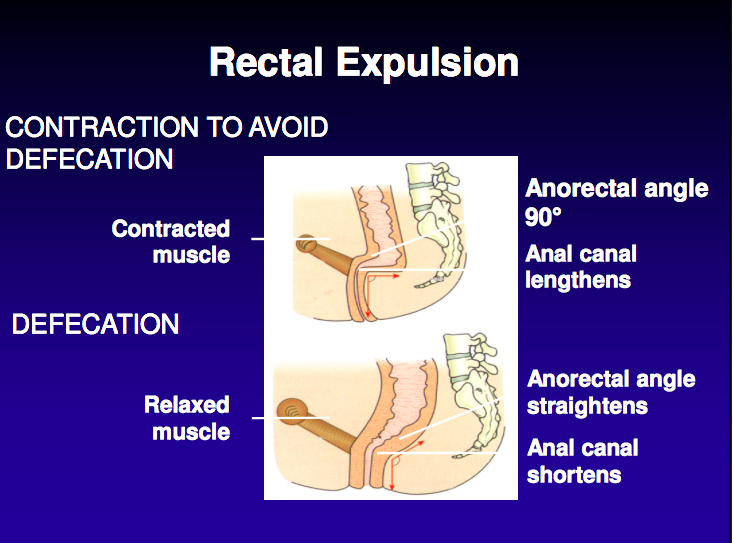 Rectal Expulsion
CONTRACTION TO AVOID
DEFECATION
Contracted
muscle
Anorectal angle
90°
Anal canal
lengthens
DEFECATION
Relaxed
muscle
Anorectal angle
straightens
Anal canal
shortens